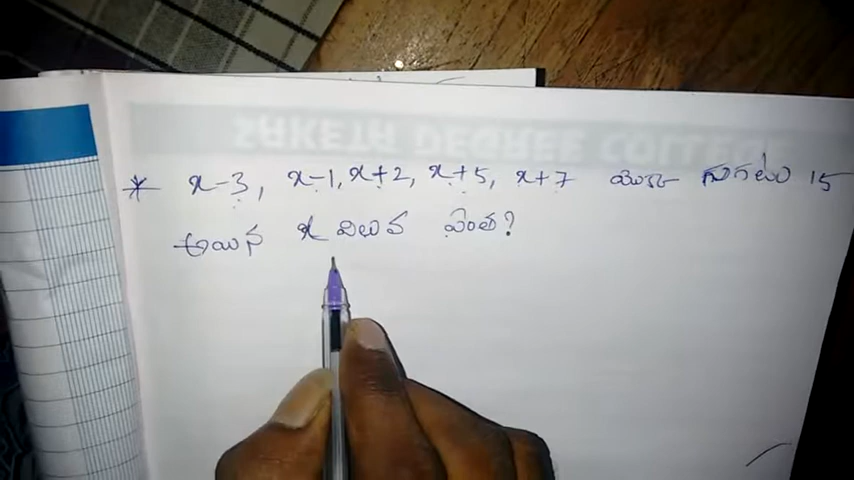 * x-3, x-1, x+2, x+5, x+7 యొక్క సగటు 15
అయిన x విలువ ఎంత?